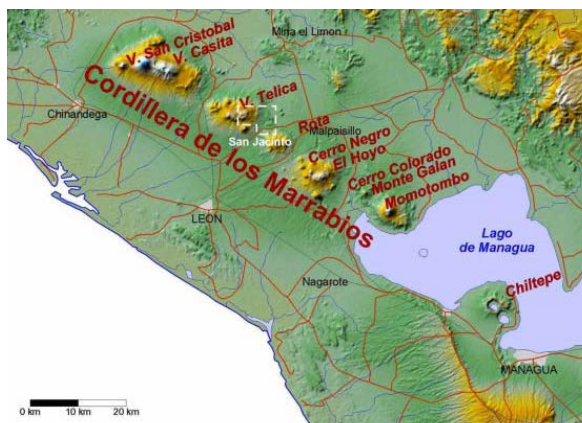 Mina el Limon
V. San Cristobal
V. Casita
Chinandega
V. Telica
Rota
San Jacinto
Malpaisillo
Cerro Negro
El Hoyo
Cordillera de los Marrabios
Cerro Colorado
Monte Galan
Momotombo
LEON
Lago
de Managua
Nagarote
Chiltepe
MANAGUA
0 km 10 km 20 km